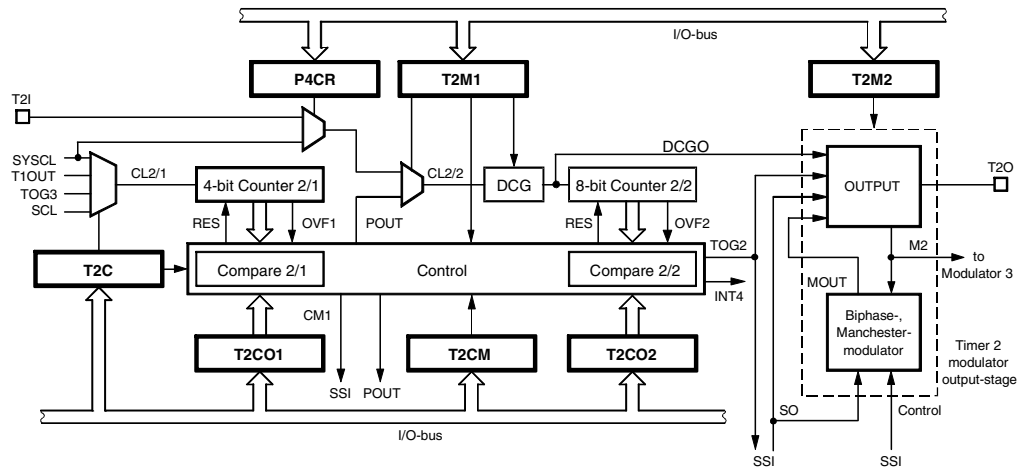 I/O-bus
P4CR
T2M1
T2M2
T2I
SYSCL
T1OUT
TOG3
SCL
CL2/1
4-bit Counter 2/1
CL2/2
DCG
8-bit Counter 2/2
DCGO
OUTPUT
T2O
RES
OVF1
POUT
RES
OVF2
TOG2
T2C
Compare 2/1
Control
Compare 2/2
INT4
M2
to
Modulator 3
MOUT
CM1
Biphase-,
Manchester-
modulator
Timer 2
modulator
output-stage
T2CO1
T2CM
T2CO2
SSI
POUT
SO
Control
I/O-bus
SSI
SSI